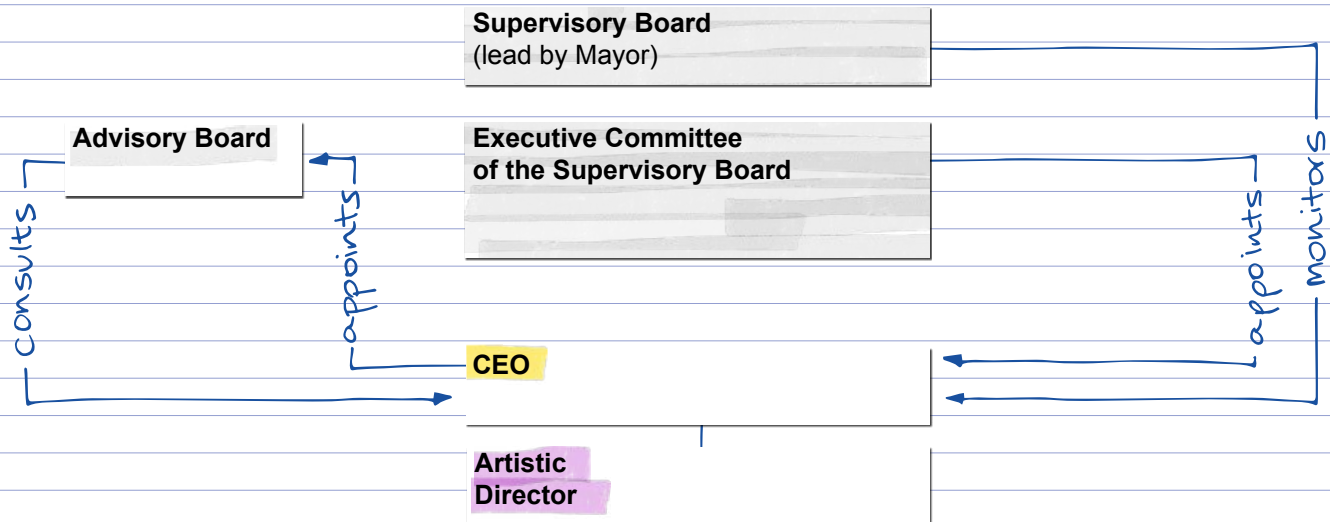 Supervisory Board
(lead by Mayor)
Advisory Board
Executive Committee
of the Supervisory Board
consults
appoints
appoints
monitors
CEO
Artistic
Director